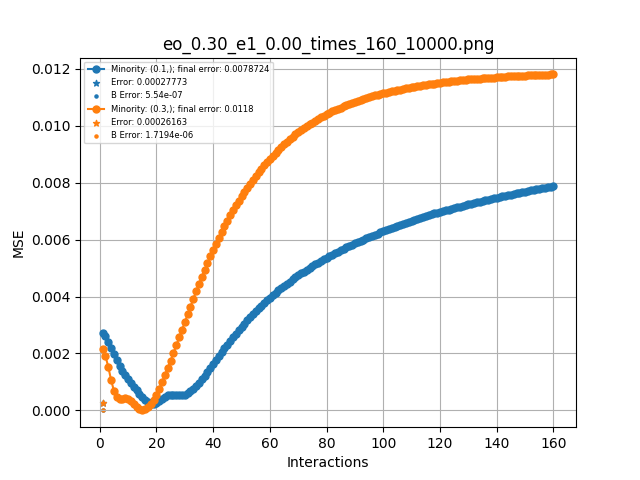 eo_0.30_e1_0.00_times_160_10000.png
Minority: (0.1,); final error: 0.0078724
Error: 0.00027773
B Error: 5.54e-07
Minority: (0.3,); final error: 0.0118
Error: 0.00026163
B Error: 1.7194e-06
0.012
0.010
0.008
0.006
0.004
0.002
0.000
MSE
0 20 40 60 80 100 120 140 160
Interactions